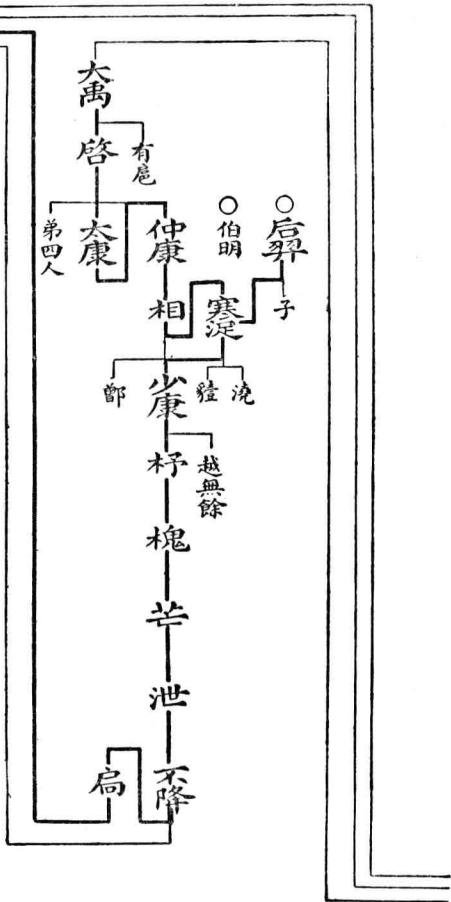 大禹
啓
有扈
弟四人
太康
仲康
伯明
后羿
相
寒浞
子
鄫
少康
豷
澆
杼
越無餘
槐
芒
泄
不降
扃